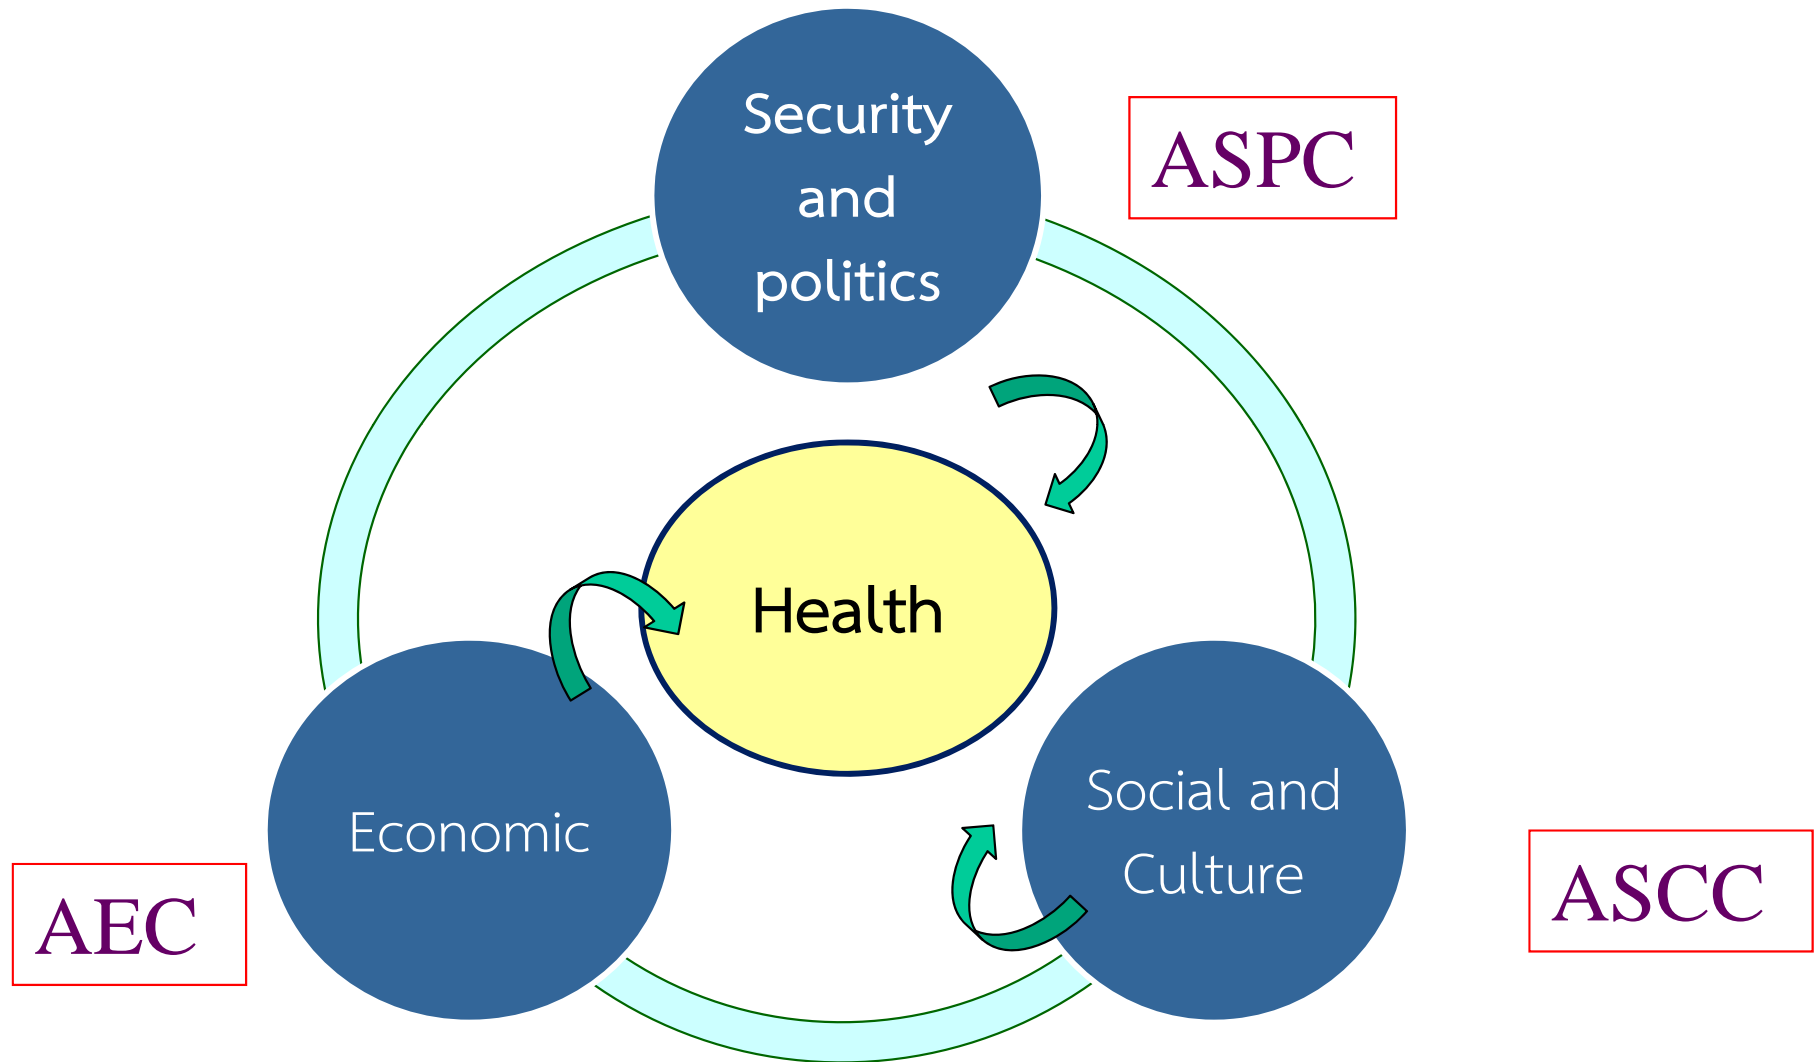 Security
and
politics
ASPC
Health
Economic
AEC
Social and
Culture
ASCC